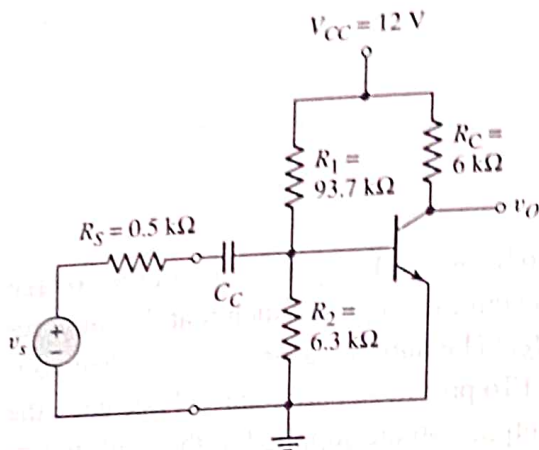 V_CC = 12 V
R_1 =
93.7 kΩ
R_C =
6 kΩ
v_O
R_S = 0.5 kΩ
C_C
R_2 =
6.3 kΩ
v_s
+
−